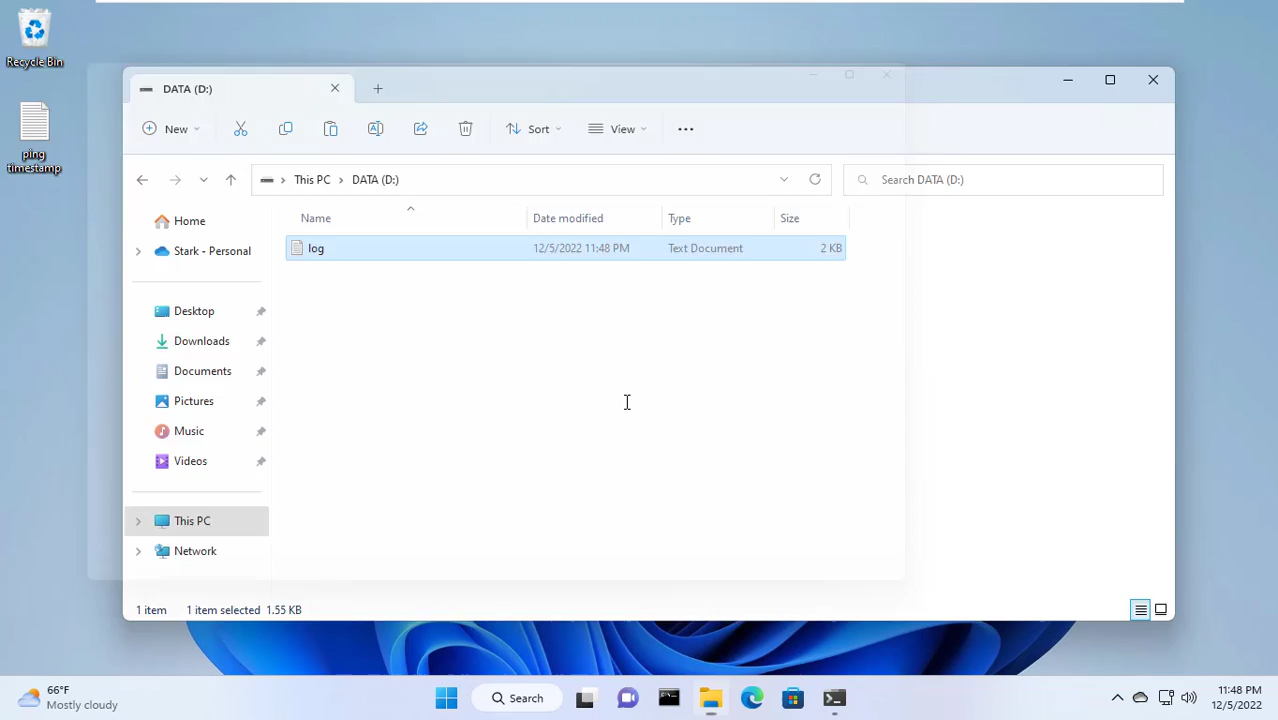 Recycle Bin
ping
timestamp
DATA (D:)
New
Sort
View
This PC
DATA (D:)
Search DATA (D:)
Home
Stark - Personal
Desktop
Downloads
Documents
Pictures
Music
Videos
This PC
Network
Name
Date modified
Type
Size
log
12/5/2022 11:48 PM
Text Document
2 KB
1 item
1 item selected
1.55 KB
66°F
Mostly cloudy
Search
11:48 PM
12/5/2022